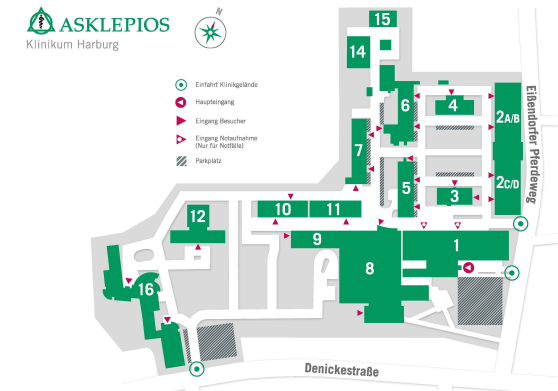 ASKLEPIOS
Klinikum Harburg
N
Einfahrt Klinikgelände
Haupteingang
Eingang Besucher
Eingang Notaufnahme
(Nur für Notfälle)
Parkplatz
15
14
6
4
2A/B
7
5
3
2C/D
Eißendorfer Pferdeweg
12
10
11
9
1
8
16
Denickestraße